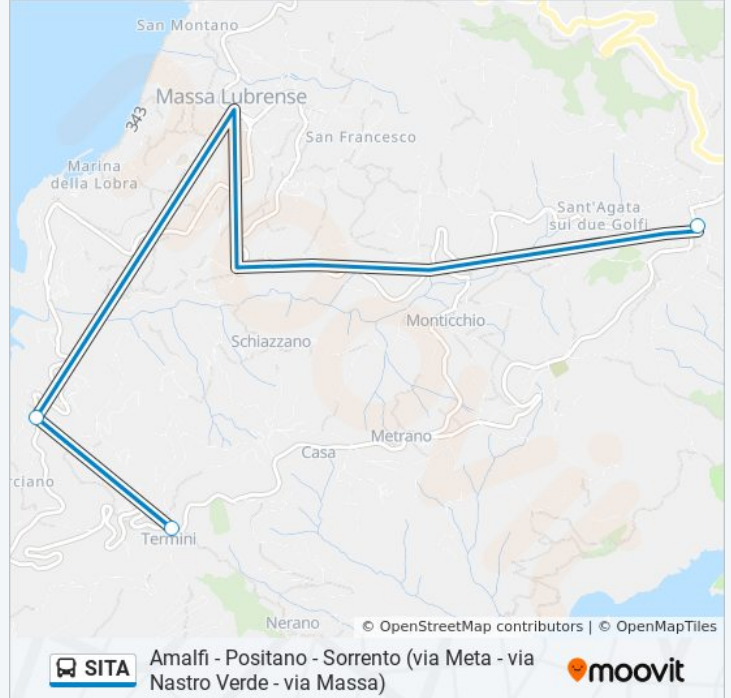 San Montano
Massa Lubrense
343
San Francesco
Marina
della Lobra
Sant'Agata
sui due Golfi
Monticchio
Schiazzano
Metrano
Casa
rciano
Termini
Nerano
© OpenStreetMap contributors | © OpenMapTiles
SITA
Amalfi - Positano - Sorrento (via Meta - via
Nastro Verde - via Massa)
moovit